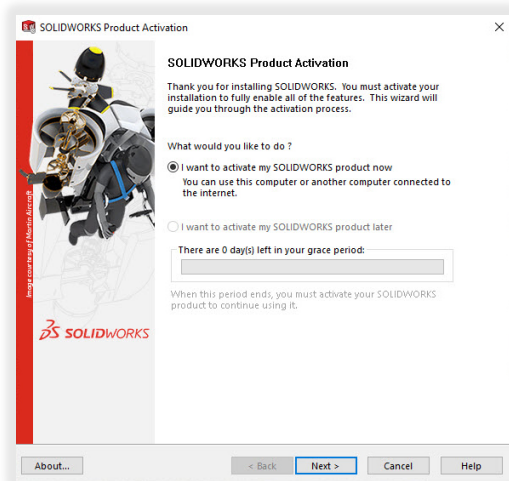 SOLIDWORKS Product Activation
SOLIDWORKS Product Activation
Thank you for installing SOLIDWORKS. You must activate your
installation to fully enable all of the features. This wizard will
guide you through the activation process.
What would you like to do ?
I want to activate my SOLIDWORKS product now
You can use this computer or another computer connected to
the internet.
I want to activate my SOLIDWORKS product later
There are 0 day(s) left in your grace period:
When this period ends, you must activate your SOLIDWORKS
product to continue using it.
Image courtesy of Martin Aircraft
SOLIDWORKS
About...
< Back
Next >
Cancel
Help